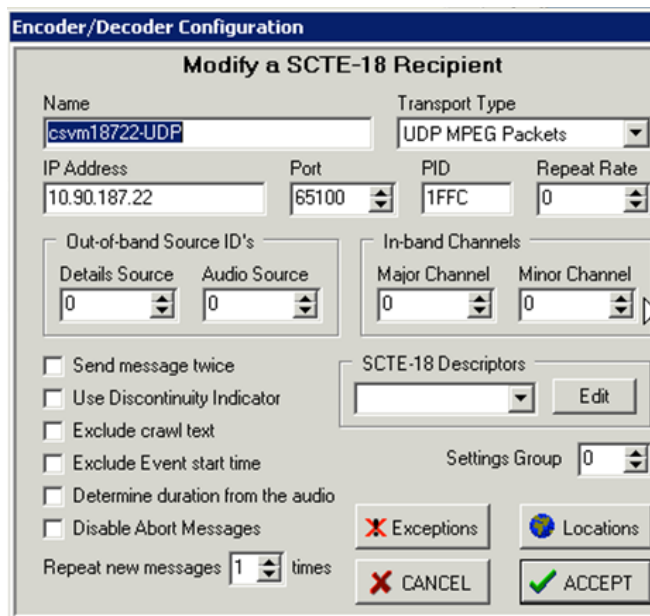 Encoder/Decoder Configuration
Modify a SCTE-18 Recipient
Name
Transport Type
csvm18722-UDP
UDP MPEG Packets
IP Address
Port
PID
Repeat Rate
10.90.187.22
65100
1FFC
0
Out-of-band Source ID's
In-band Channels
Details Source
Audio Source
Major Channel
Minor Channel
0
0
0
0
Send message twice
SCTE-18 Descriptors
Use Discontinuity Indicator
Edit
Exclude crawl text
Exclude Event start time
Settings Group
0
Determine duration from the audio
Disable Abort Messages
Exceptions
Locations
Repeat new messages 1 times
CANCEL
ACCEPT